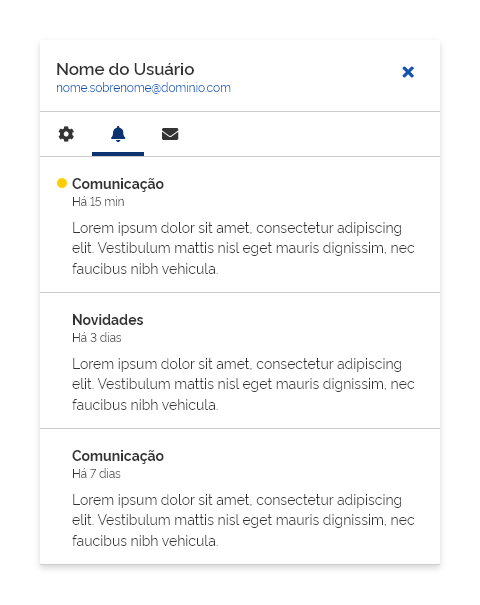 Nome do Usuário
nome.sobrenome@dominio.com
Comunicação
Há 15 min
Lorem ipsum dolor sit amet, consectetur adipiscing
elit. Vestibulum mattis nisl eget mauris dignissim, nec
faucibus nibh vehicula.
Novidades
Há 3 dias
Lorem ipsum dolor sit amet, consectetur adipiscing
elit. Vestibulum mattis nisl eget mauris dignissim, nec
faucibus nibh vehicula.
Comunicação
Há 7 dias
Lorem ipsum dolor sit amet, consectetur adipiscing
elit. Vestibulum mattis nisl eget mauris dignissim, nec
faucibus nibh vehicula.